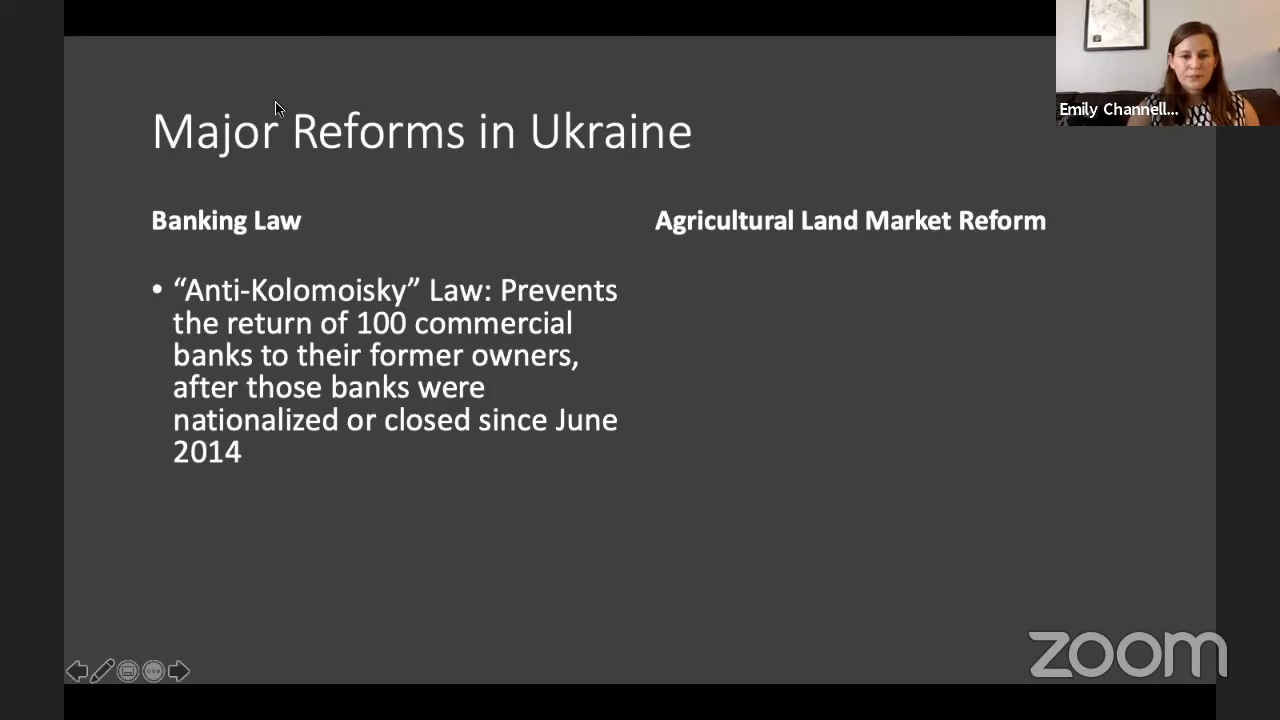 Major Reforms in Ukraine
Banking Law
Agricultural Land Market Reform
• “Anti-Kolomoisky” Law: Prevents
the return of 100 commercial
banks to their former owners,
after those banks were
nationalized or closed since June
2014
Emily Channell...
zoom